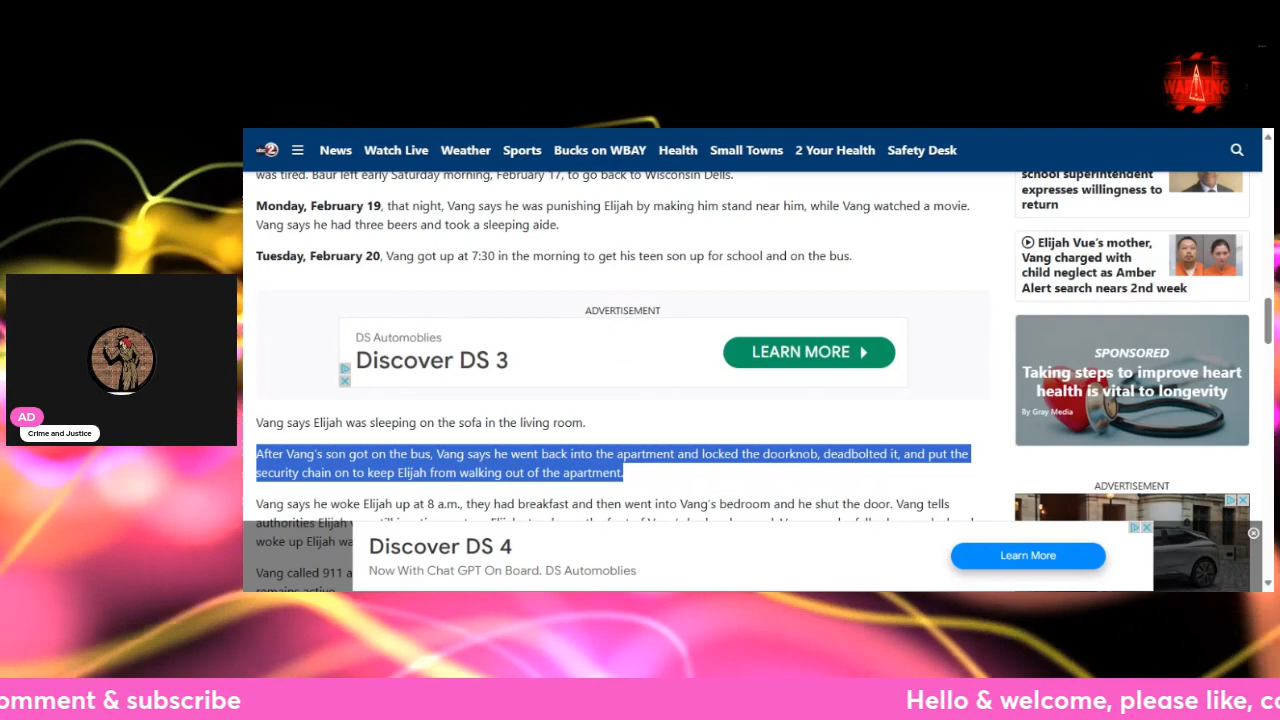 WARNING
abc 2
News Watch Live Weather Sports Bucks on WBAY Health Small Towns 2 Your Health Safety Desk
was tired. Baur left early Saturday morning, February 17, to go back to Wisconsin Dells.
Monday, February 19, that night, Vang says he was punishing Elijah by making him stand near him, while Vang watched a movie.
Vang says he had three beers and took a sleeping aide.
Tuesday, February 20, Vang got up at 7:30 in the morning to get his teen son up for school and on the bus.
ADVERTISEMENT
DS Automoblies
Discover DS 3
LEARN MORE
Vang says Elijah was sleeping on the sofa in the living room.
After Vang's son got on the bus, Vang says he went back into the apartment and locked the doorknob, deadbolted it, and put the
security chain on to keep Elijah from walking out of the apartment.
Vang says he woke Elijah up at 8 a.m., they had breakfast and then went into Vang's bedroom and he shut the door. Vang tells
authorities Elijah
woke up Elijah wa
Vang called 911 a
remains active
school superintendent
expresses willingness to
return
Elijah Vue's mother,
Vang charged with
child neglect as Amber
Alert search nears 2nd week
SPONSORED
Taking steps to improve heart
health is vital to longevity
By Gray Media
ADVERTISEMENT
Discover DS 4
Now With Chat GPT On Board. DS Automoblies
Learn More
AD
Crime and Justice
omment & subscribe
Hello & welcome, please like, co